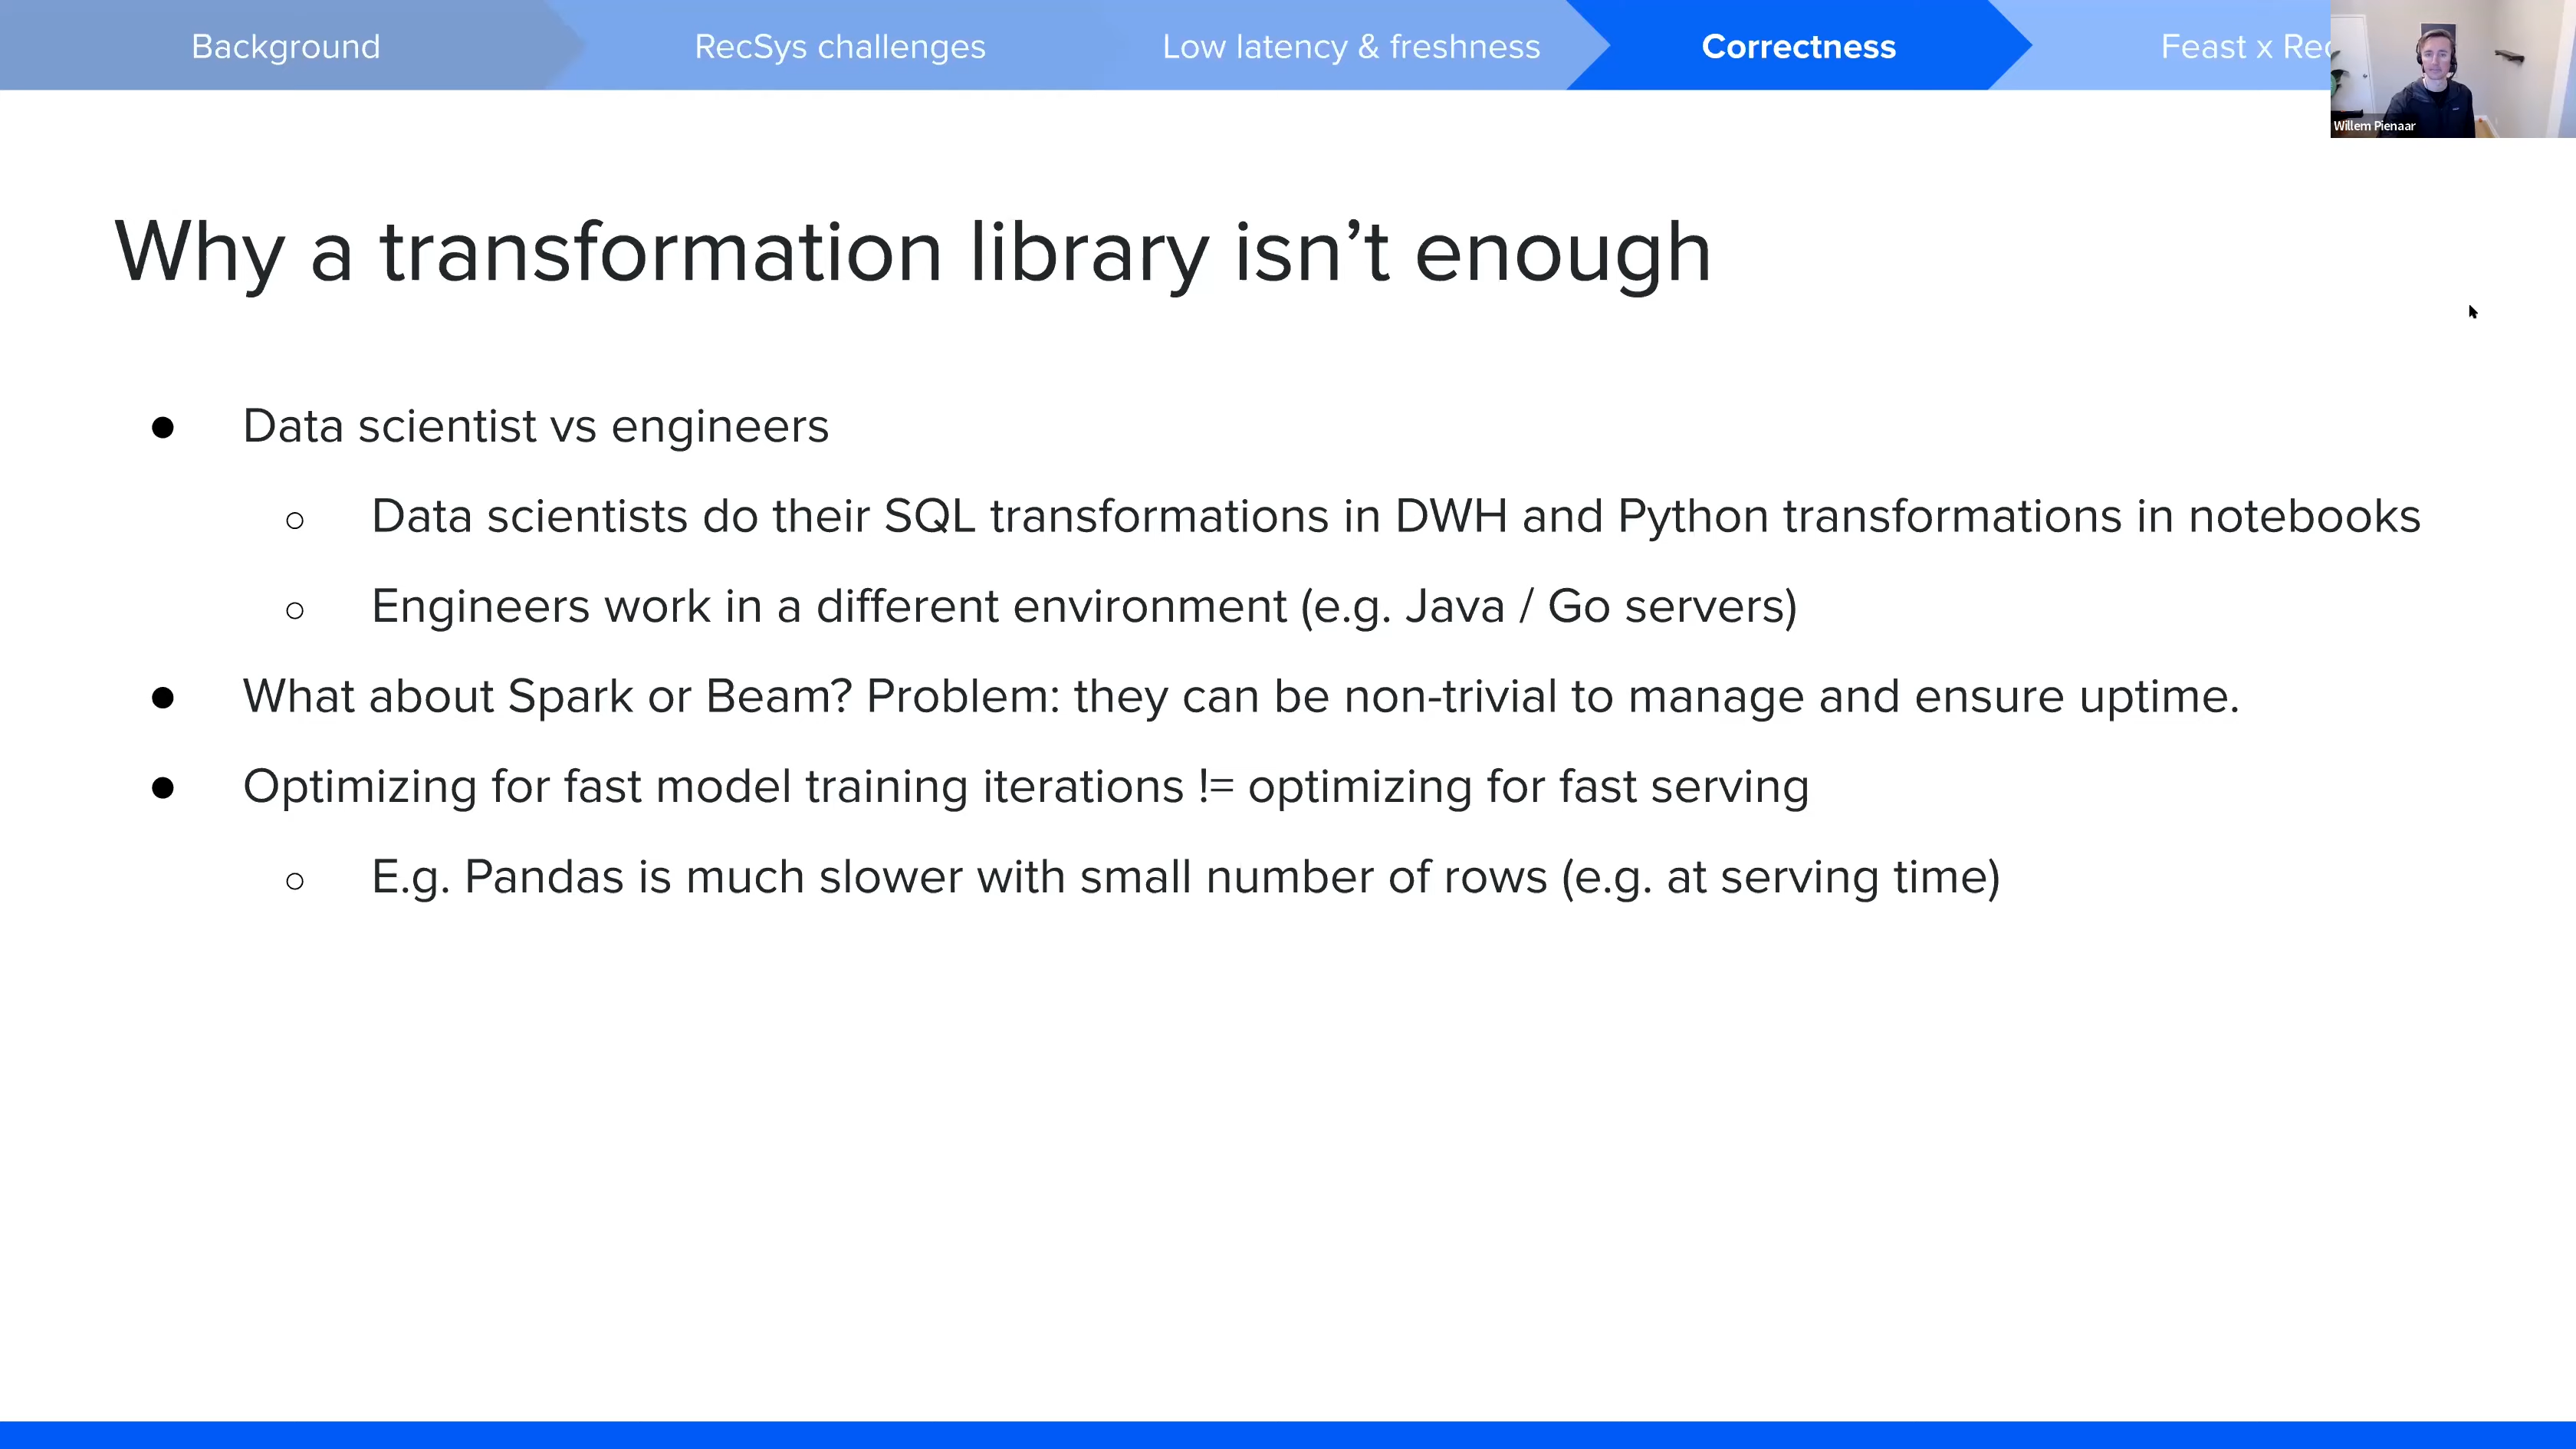 Background
RecSys challenges
Low latency & freshness
Correctness
Feast x
Willem Pienaar
Why a transformation library isn’t enough
● Data scientist vs engineers
○ Data scientists do their SQL transformations in DWH and Python transformations in notebooks
○ Engineers work in a different environment (e.g. Java / Go servers)
● What about Spark or Beam? Problem: they can be non-trivial to manage and ensure uptime.
● Optimizing for fast model training iterations != optimizing for fast serving
○ E.g. Pandas is much slower with small number of rows (e.g. at serving time)